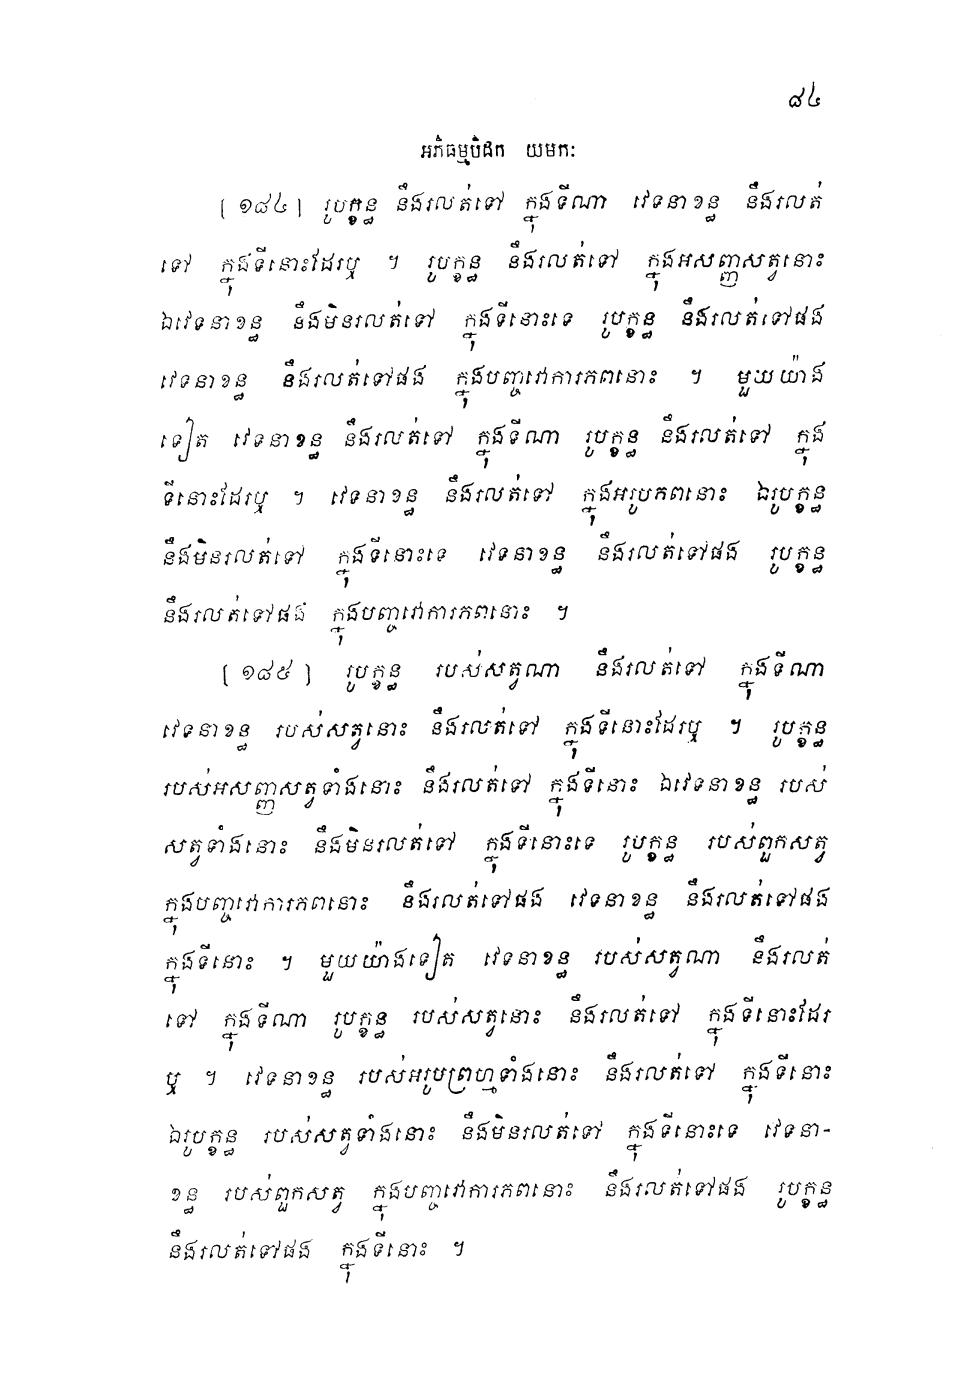 ៨៤
អភិធម្មបិដក យមកៈ
[ ១៨៤ ] រូបក្ខន្ធ នឹងរលត់ទៅ ក្នុងទីណា វេទនាខន្ធ នឹងរលត់
ទៅ ក្នុងទីនោះដែរឬ ។ រូបក្ខន្ធ នឹងរលត់ទៅ ក្នុងអសញ្ញសត្វនោះ
ឯវេទនាខន្ធ នឹងមិនរលត់ទៅ ក្នុងទីនោះទេ រូបក្ខន្ធ នឹងរលត់ទៅផង
វេទនាខន្ធ នឹងរលត់ទៅផង ក្នុងបញ្ចវោការភពនោះ ។ មួយយ៉ាង
ទៀត វេទនាខន្ធ នឹងរលត់ទៅ ក្នុងទីណា រូបក្ខន្ធ នឹងរលត់ទៅ ក្នុង
ទីនោះដែរឬ ។ វេទនាខន្ធ នឹងរលត់ទៅ ក្នុងអរូបភពនោះ ឯរូបក្ខន្ធ
នឹងមិនរលត់ទៅ ក្នុងទីនោះទេ វេទនាខន្ធ នឹងរលត់ទៅផង រូបក្ខន្ធ
នឹងរលត់ទៅផង ក្នុងបញ្ចវោការភពនោះ ។
[ ១៨៥ ] រូបក្ខន្ធ របស់សត្វណា នឹងរលត់ទៅ ក្នុងទីណា
វេទនាខន្ធ របស់សត្វនោះ នឹងរលត់ទៅ ក្នុងទីនោះដែរឬ ។ រូបក្ខន្ធ
របស់អសញ្ញសត្វទាំងនោះ នឹងរលត់ទៅ ក្នុងទីនោះ ឯវេទនាខន្ធ របស់
សត្វទាំងនោះ នឹងមិនរលត់ទៅ ក្នុងទីនោះទេ រូបក្ខន្ធ របស់ពួកសត្វ
ក្នុងបញ្ចវោការភពនោះ នឹងរលត់ទៅផង វេទនាខន្ធ នឹងរលត់ទៅផង
ក្នុងទីនោះ ។ មួយយ៉ាងទៀត វេទនាខន្ធ របស់សត្វណា នឹងរលត់
ទៅ ក្នុងទីណា រូបក្ខន្ធ របស់សត្វនោះ នឹងរលត់ទៅ ក្នុងទីនោះដែរ
ឬ ។ វេទនាខន្ធ របស់អរូបព្រហ្មទាំងនោះ នឹងរលត់ទៅ ក្នុងទីនោះ
ឯរូបក្ខន្ធ របស់សត្វទាំងនោះ នឹងមិនរលត់ទៅ ក្នុងទីនោះទេ វេទនា-
ខន្ធ របស់ពួកសត្វ ក្នុងបញ្ចវោការភពនោះ នឹងរលត់ទៅផង រូបក្ខន្ធ
នឹងរលត់ទៅផង ក្នុងទីនោះ ។